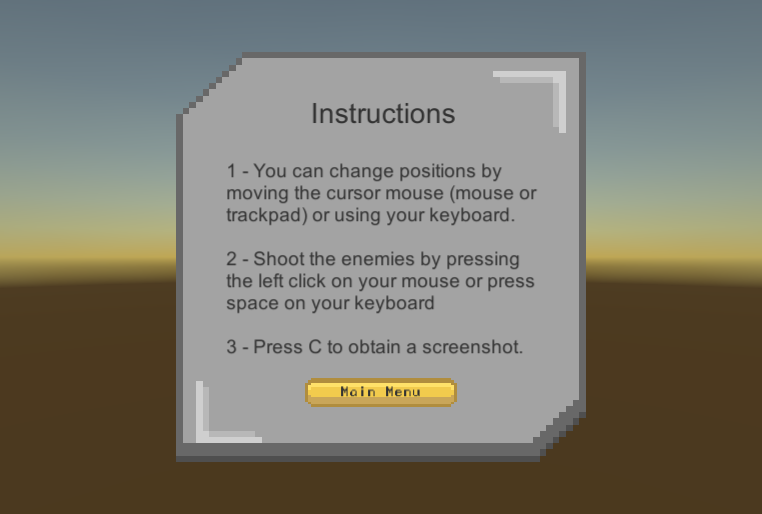 Instructions
1 - You can change positions by
moving the cursor mouse (mouse or
trackpad) or using your keyboard.
2 - Shoot the enemies by pressing
the left click on your mouse or press
space on your keyboard
3 - Press C to obtain a screenshot.
Main Menu